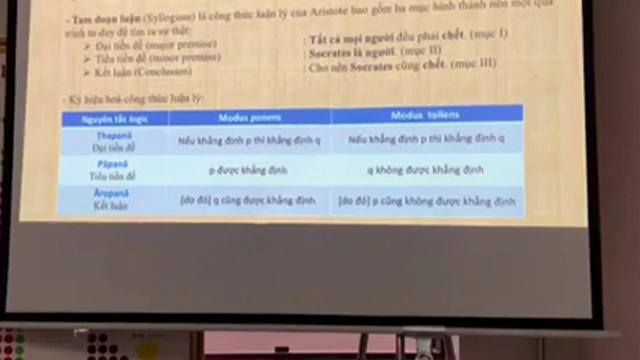 - Tam đoạn luận (Syllogism) là công thức luận lý của Aristote bao gồm ba mục hình thành nên một quá
trình tư duy để tìm ra sự thật:
➤ Đại tiền đề (major premise) : Tất cả mọi người đều phải chết. (mục I)
➤ Tiểu tiền đề (minor premise) : Socrates là người. (mục II)
➤ Kết luận (Conclusion) : Cho nên Socrates cũng chết. (mục III)
- Ký hiệu hoá công thức luận lý:
Nguyên tắc logic Modus ponens Modus tollens
Thapanā
Đại tiền đề
Nếu khẳng định p thì khẳng định q Nếu khẳng định p thì khẳng định q
Pāpanā
Tiểu tiền đề
p được khẳng định q không được khẳng định
Āropanā
Kết luận
[do đó] q cũng được khẳng định [do đó] p cũng không được khẳng định